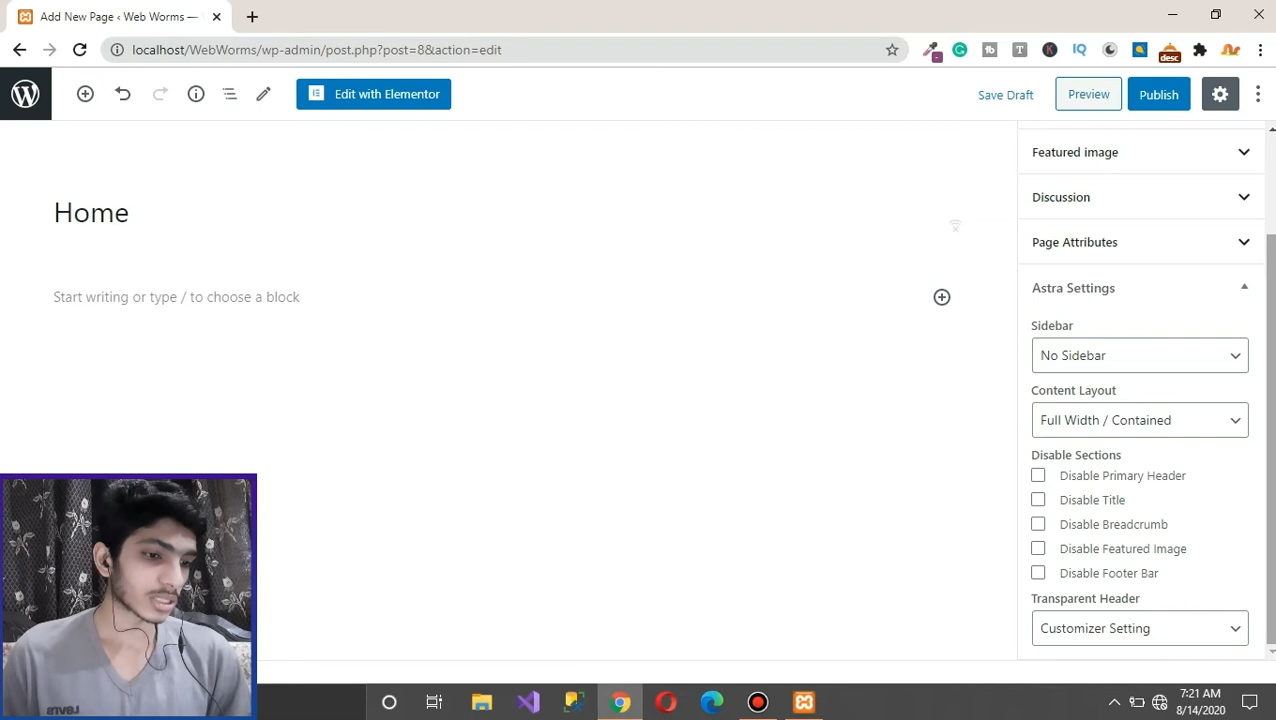 Add New Page ‹ Web Worms —
localhost/WebWorms/wp-admin/post.php?post=8&action=edit
desc
Edit with Elementor
Save Draft
Preview
Publish
Home
Start writing or type / to choose a block
Featured image
Discussion
Page Attributes
Astra Settings
Sidebar
No Sidebar
Content Layout
Full Width / Contained
Disable Sections
Disable Primary Header
Disable Title
Disable Breadcrumb
Disable Featured Image
Disable Footer Bar
Transparent Header
Customizer Setting
7:21 AM
8/14/2020